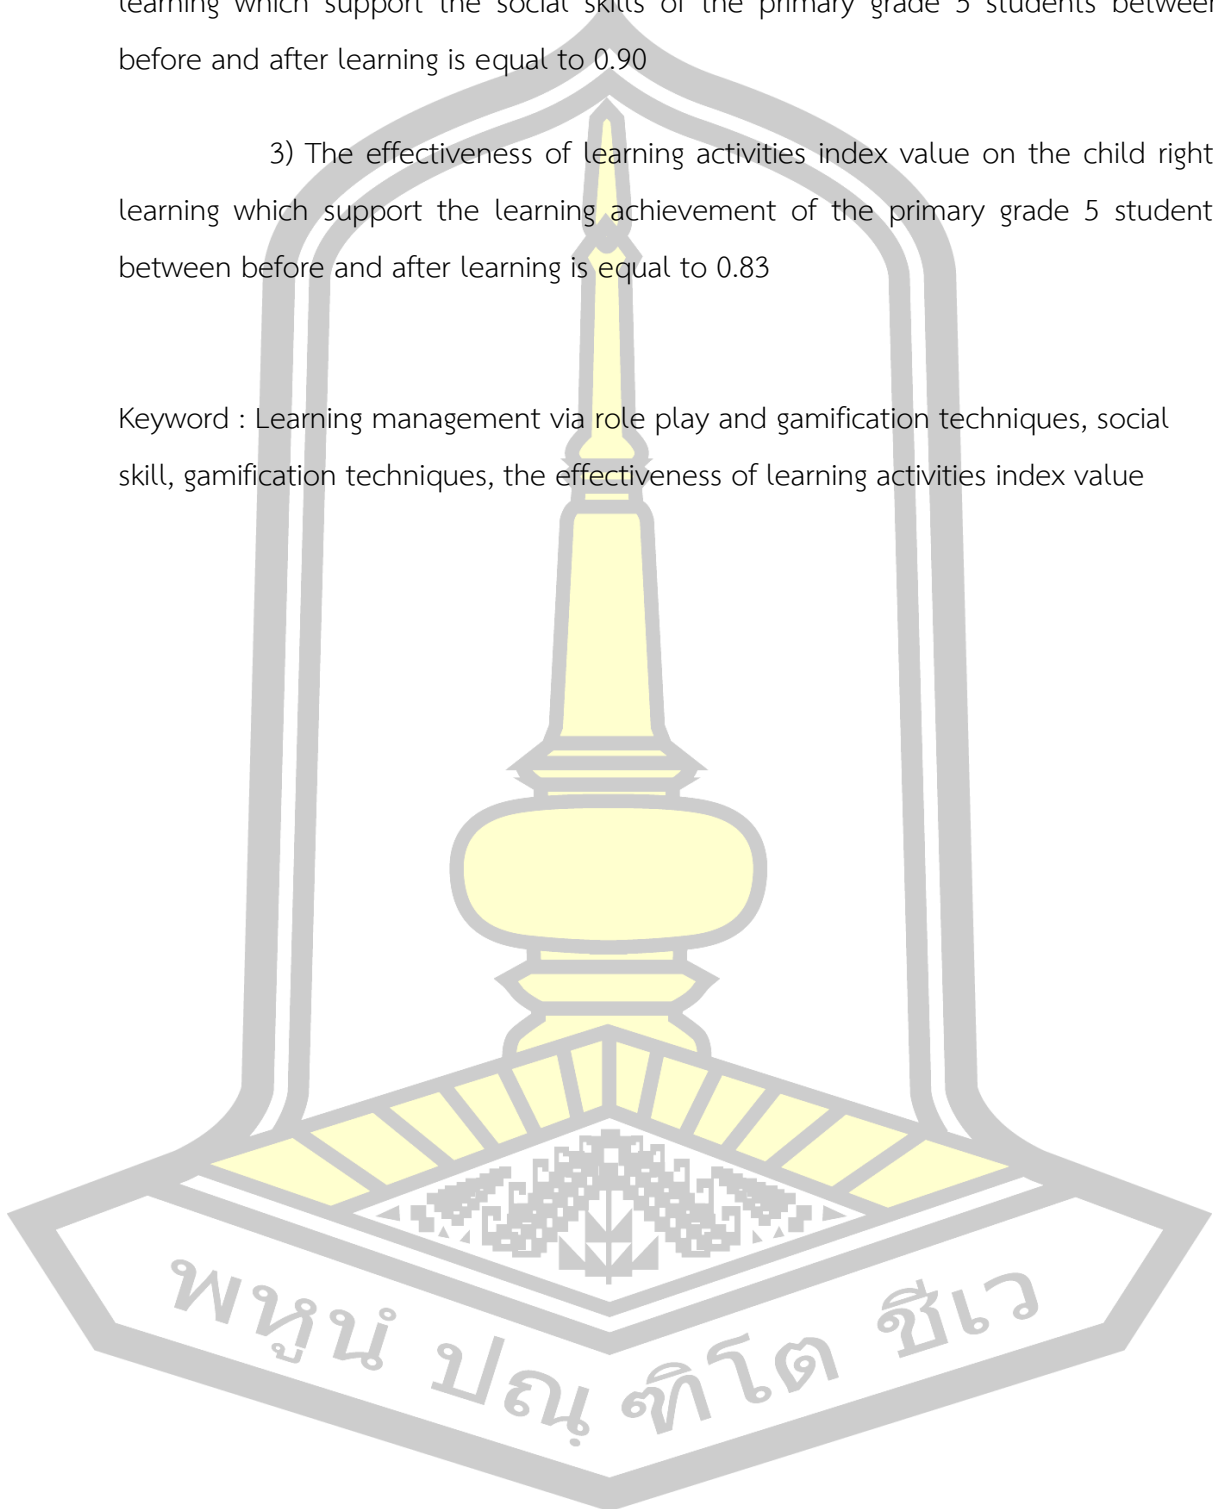 learning which support the social skills of the primary grade 5 students between
before and after learning is equal to 0.90
3) The effectiveness of learning activities index value on the child right
learning which support the learning achievement of the primary grade 5 student
between before and after learning is equal to 0.83
Keyword : Learning management via role play and gamification techniques, social
skill, gamification techniques, the effectiveness of learning activities index value
พหูนํ ปณฺฑิโต ชีเว